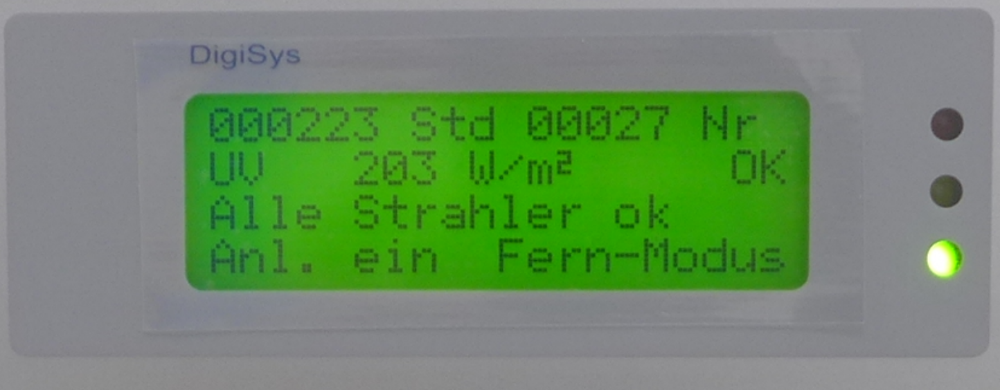 DigiSys
000223 Std 00027 Nr
UV 203 W/m² OK
Alle Strahler ok
Anl. ein Fern-Modus